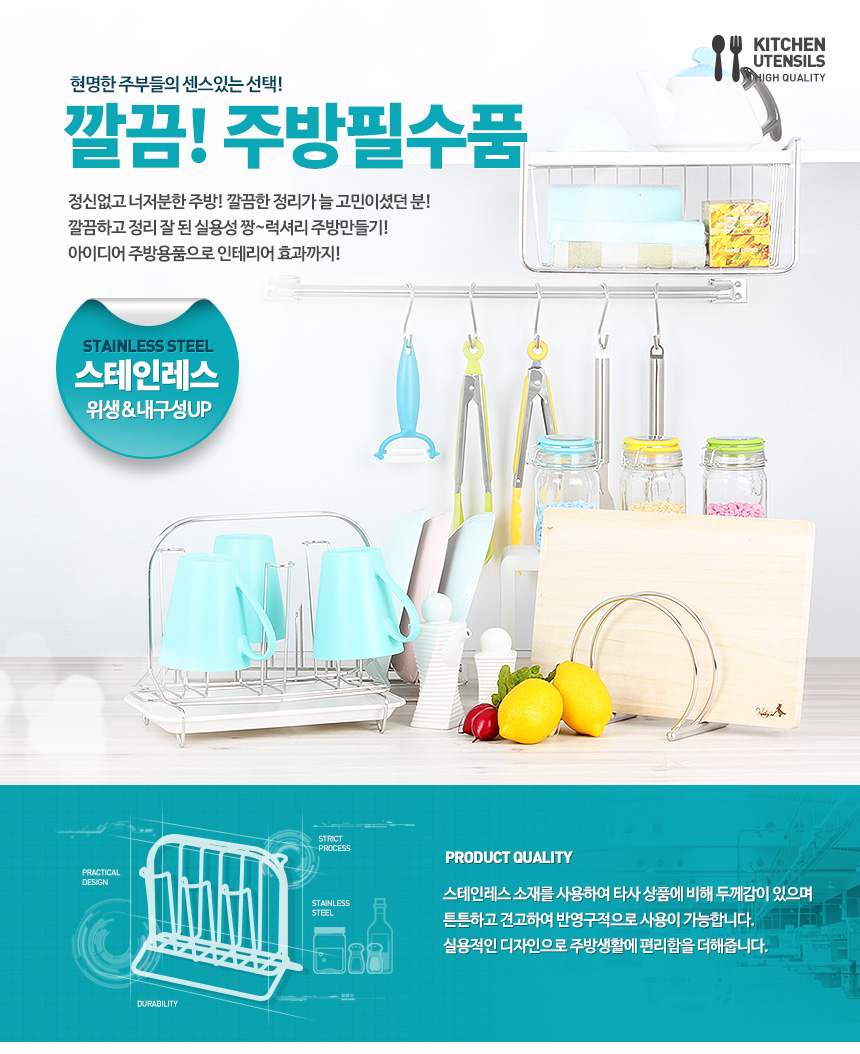 KITCHEN
UTENSILS
HIGH QUALITY
현명한 주부들의 센스있는 선택!
깔끔! 주방필수품
정신없고 너저분한 주방! 깔끔한 정리가 늘 고민이셨던 분!
깔끔하고 정리 잘 된 실용성 짱~럭셔리 주방만들기!
아이디어 주방용품으로 인테리어 효과까지!
STAINLESS STEEL
스테인레스
위생&내구성UP
STRICT
PROCESS
PRACTICAL
DESIGN
STAINLESS
STEEL
DURABILITY
PRODUCT QUALITY
스테인레스 소재를 사용하여 타사 상품에 비해 두께감이 있으며
튼튼하고 견고하여 반영구적으로 사용이 가능합니다.
실용적인 디자인으로 주방생활에 편리함을 더해줍니다.